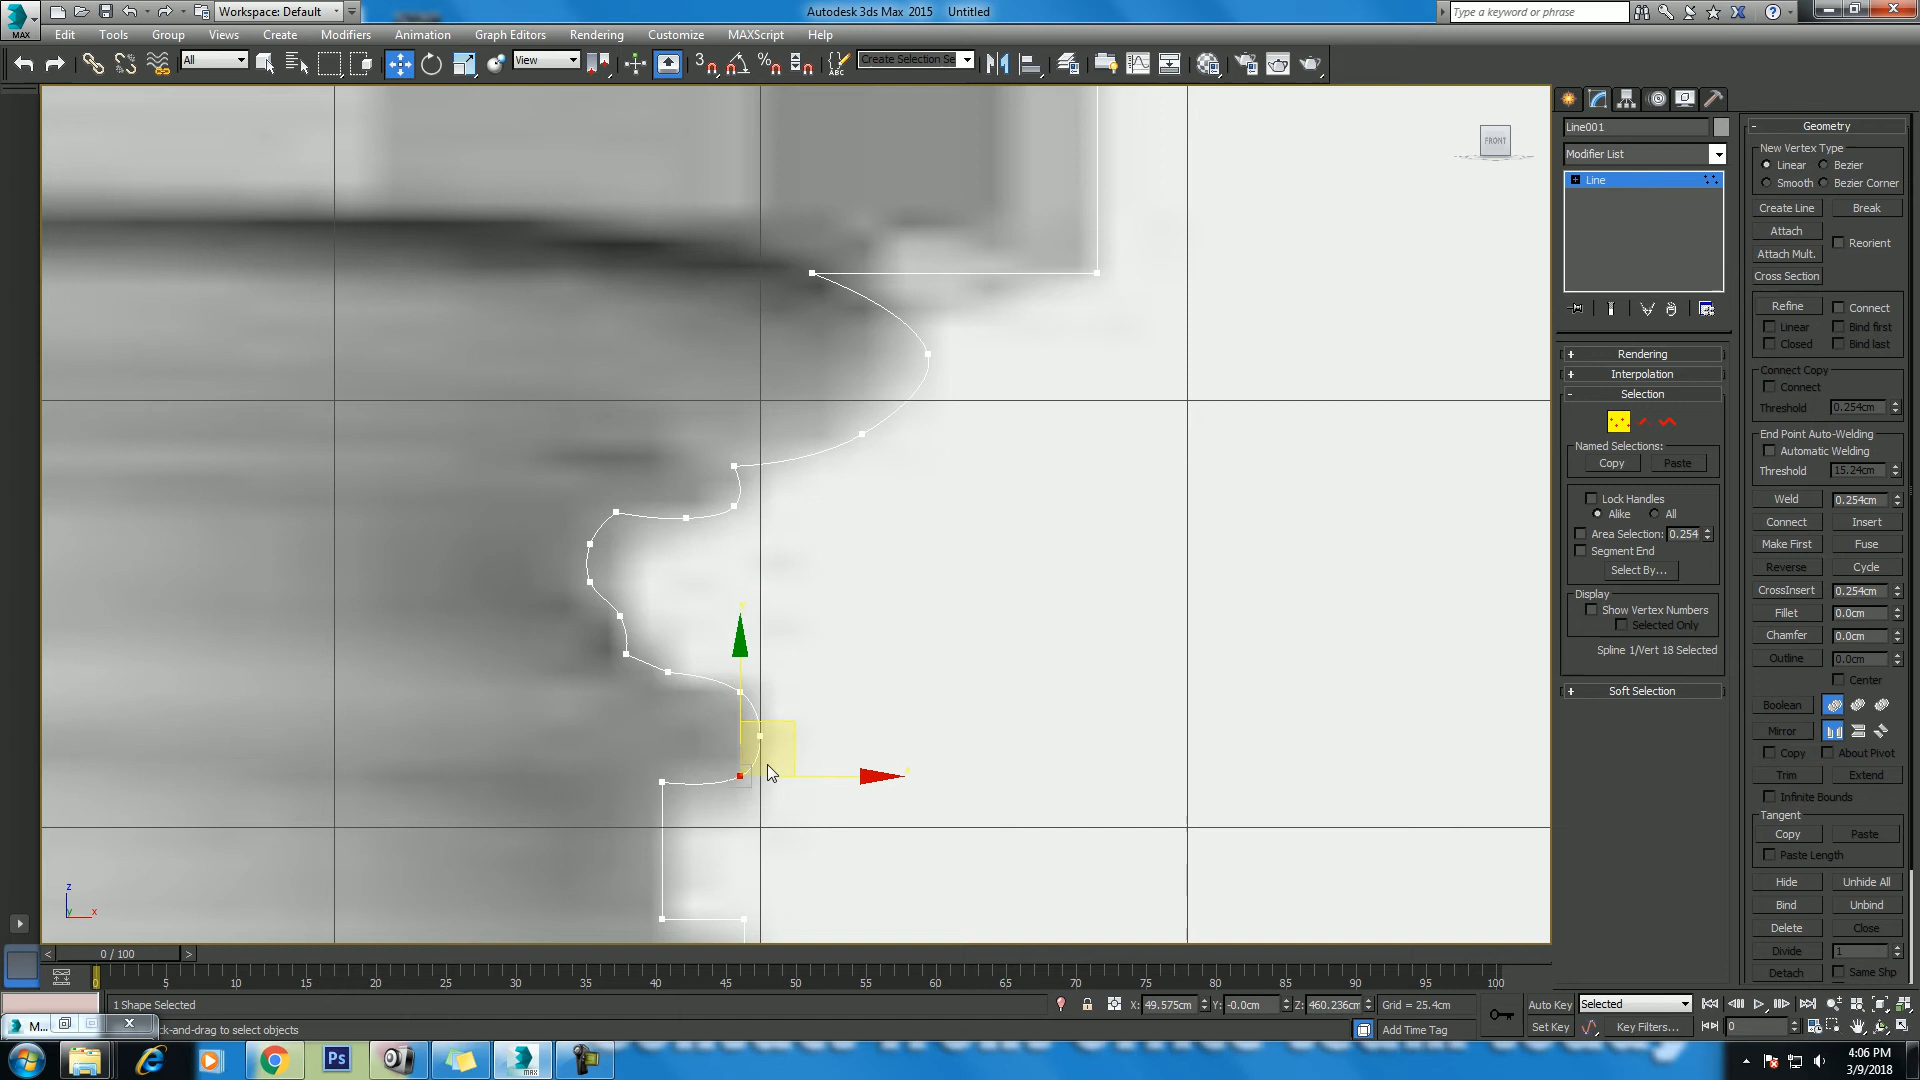 Workspace: Default
Autodesk 3ds Max 2015
Untitled
Type a keyword or phrase
MAX
Edit
Tools
Group
Views
Create
Modifiers
Animation
Graph Editors
Rendering
Customize
MAXScript
Help
All
View
3
ABC
Create Selection Se
FRONT
Line001
Modifier List
Line
Rendering
Interpolation
Selection
Named Selections:
Copy
Paste
Lock Handles
Alike
All
Area Selection:
0.254
Segment End
Select By...
Display
Show Vertex Numbers
Selected Only
Spline 1/Vert 18 Selected
Soft Selection
Geometry
New Vertex Type
Linear
Bezier
Smooth
Bezier Corner
Create Line
Break
Attach
Reorient
Attach Mult.
Cross Section
Refine
Connect
Linear
Bind first
Closed
Bind last
Connect Copy
Connect
Threshold
0.254cm
End Point Auto-Welding
Automatic Welding
Threshold
15.24cm
Weld
0.254cm
Connect
Insert
Make First
Fuse
Reverse
Cycle
CrossInsert
0.254cm
Fillet
0.0cm
Chamfer
0.0cm
Outline
0.0cm
Center
Boolean
Mirror
Copy
About Pivot
Trim
Extend
Infinite Bounds
Tangent
Copy
Paste
Paste Length
Hide
Unhide All
Bind
Unbind
Delete
Close
Divide
1
Detach
Same Shp
z
y
x
0 / 100
0
5
10
15
20
25
30
35
40
45
50
55
60
65
70
75
80
85
90
95
100
1 Shape Selected
X:
49.575cm
Y:
-0.0cm
Z:
460.236cm
Grid = 25.4cm
Auto Key
Selected
M...
ck-and-drag to select objects
Add Time Tag
Set Key
Key Filters...
0
Ps
MAX
4:06 PM
3/9/2018